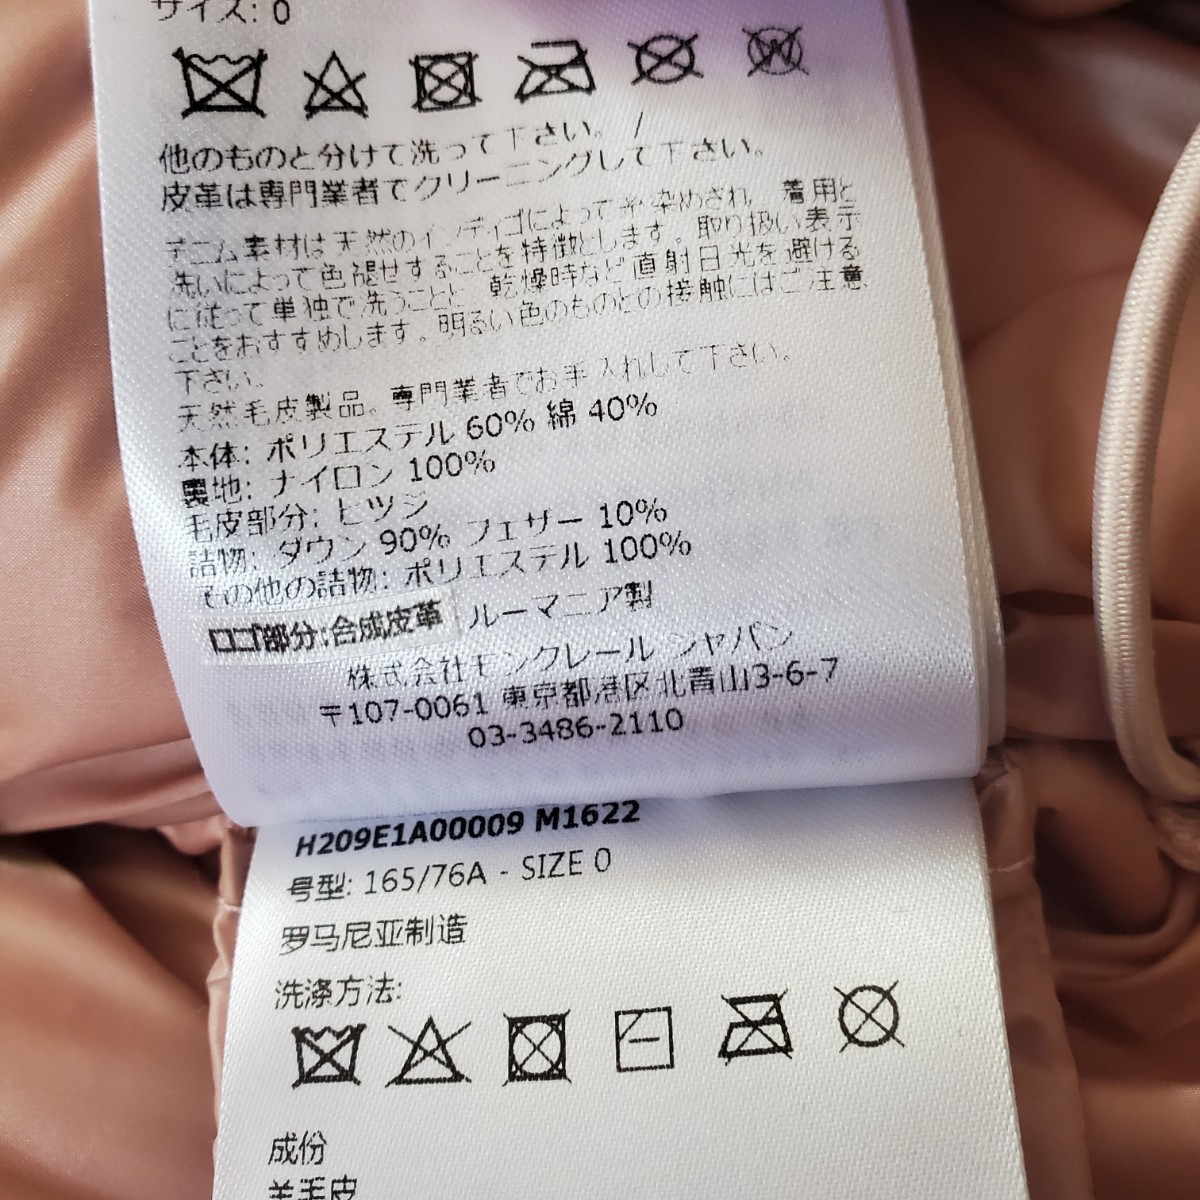 サイズ: 0
他のものと分けて洗って下さい。 /
皮革は専門業者でクリーニングして下さい。
デニム素材は天然のインディゴによって糸染めされ、着用と
洗いによって色褪せすることを特徴とします。取り扱い表示
に従って単独で洗うことと、乾燥時など直射日光を避ける
ことをおすすめします。明るい色のものとの接触にはご注意
下さい。
天然毛皮製品。専門業者でお手入れして下さい。
本体: ポリエステル 60% 綿 40%
裏地: ナイロン 100%
毛皮部分: ヒツジ
詰物: ダウン 90% フェザー 10%
その他の詰物: ポリエステル 100%
ロゴ部分:合成皮革 ルーマニア製
株式会社モンクレール ジャパン
〒107-0061 東京都港区北青山3-6-7
03-3486-2110
H209E1A00009 M1622
号型: 165/76A - SIZE 0
罗马尼亚制造
洗涤方法:
成份
羊毛皮